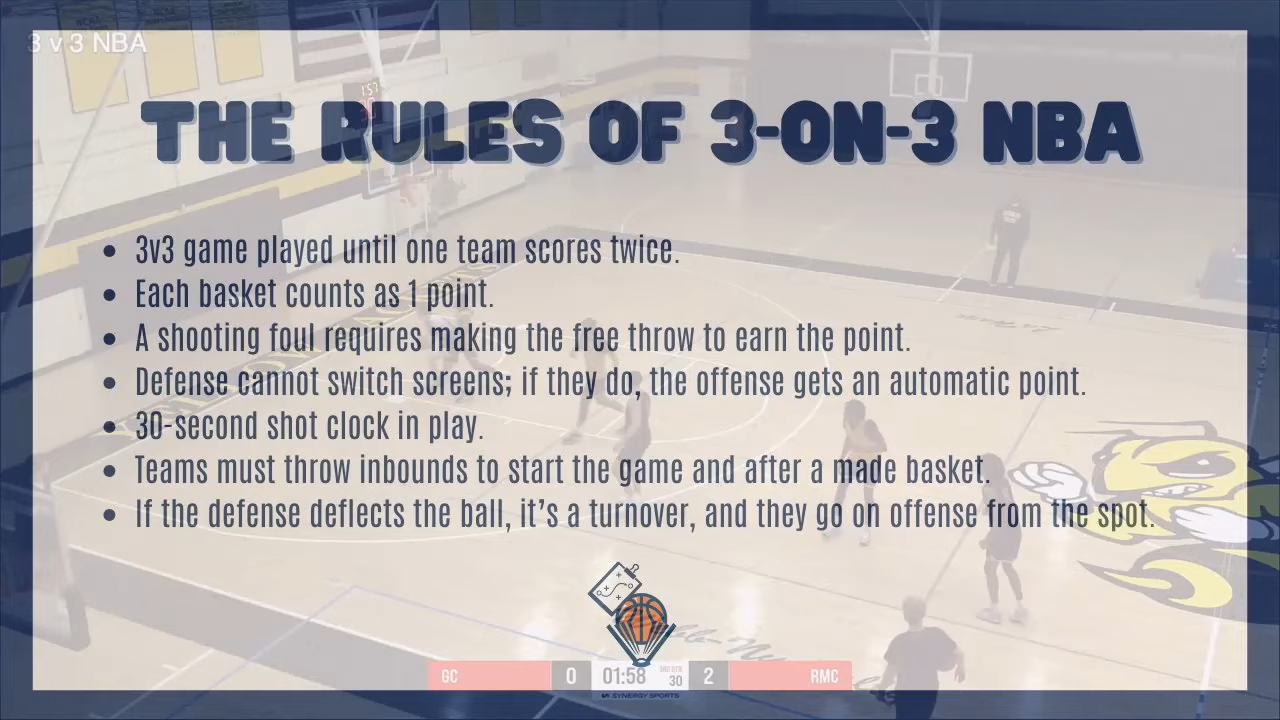 3 v 3 NBA
THE RULES OF 3-ON-3 NBA
3v3 game played until one team scores twice.
Each basket counts as 1 point.
A shooting foul requires making the free throw to earn the point.
Defense cannot switch screens; if they do, the offense gets an automatic point.
30-second shot clock in play.
Teams must throw inbounds to start the game and after a made basket.
If the defense deflects the ball, it’s a turnover, and they go on offense from the spot.
GC 0 01:58 30 2 RMC
SYNERGY SPORTS